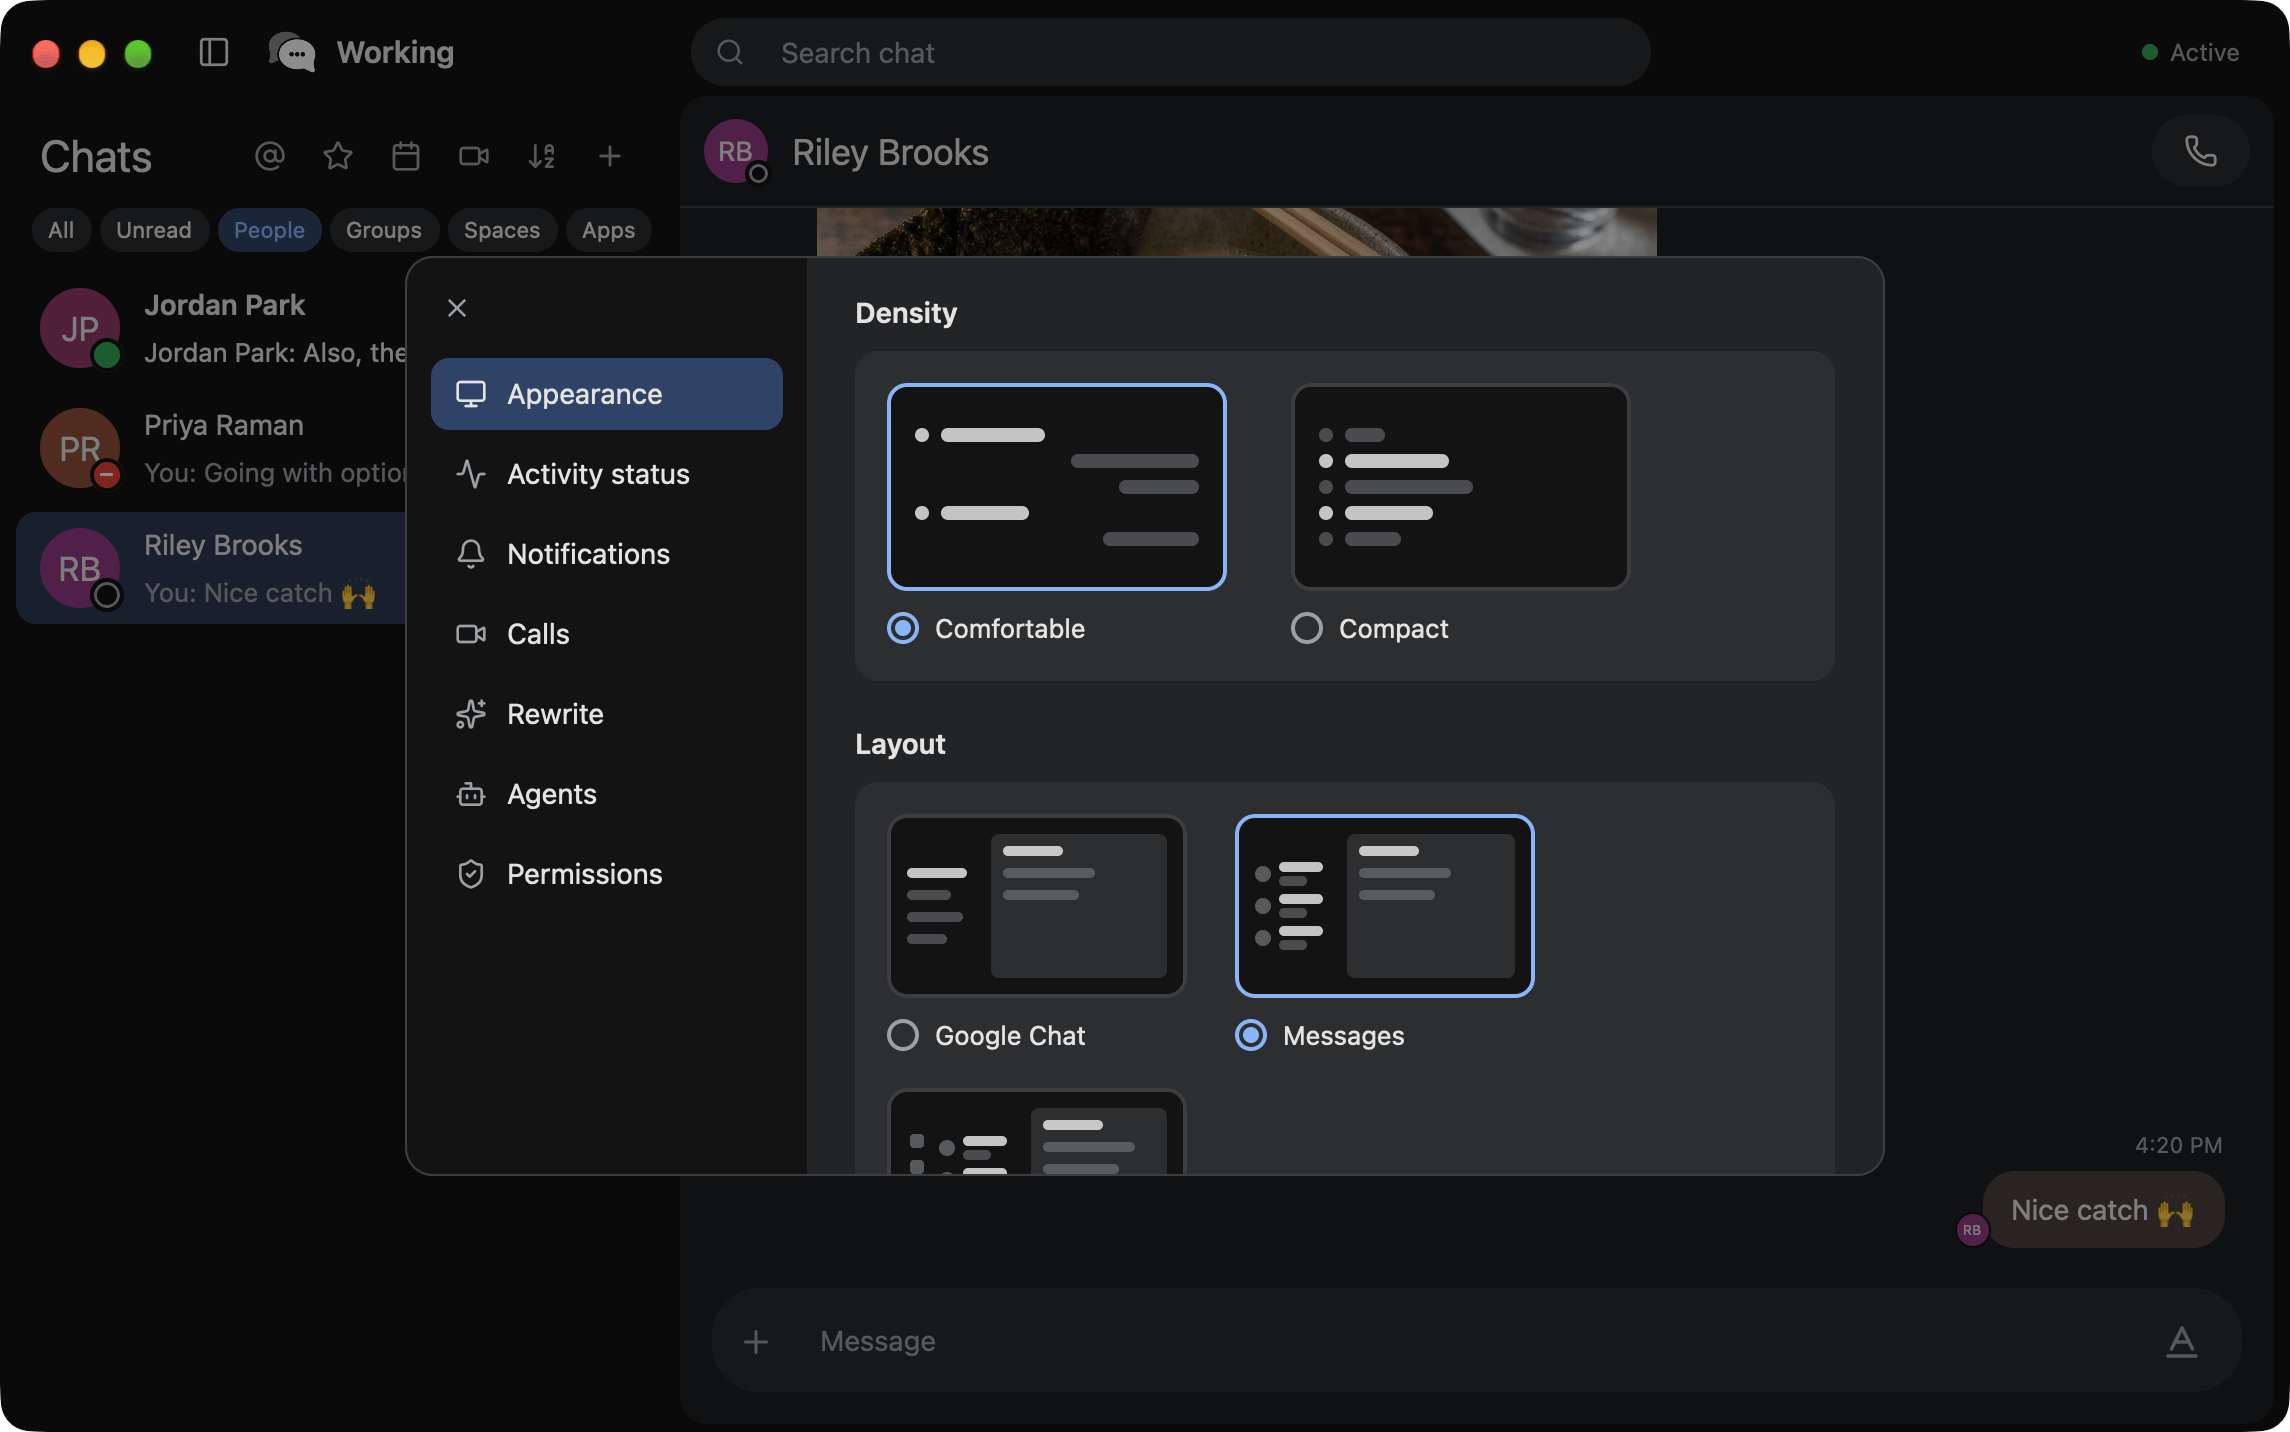 Working
Search chat
Active
Chats
All Unread People Groups Spaces Apps
JP
Jordan Park
Jordan Park: Also, the
PR
Priya Raman
You: Going with option
RB
Riley Brooks
You: Nice catch 🙌
RB
Riley Brooks
Appearance
Activity status
Notifications
Calls
Rewrite
Agents
Permissions
Density
Comfortable
Compact
Layout
Google Chat
Messages
4:20 PM
Nice catch 🙌
RB
Message